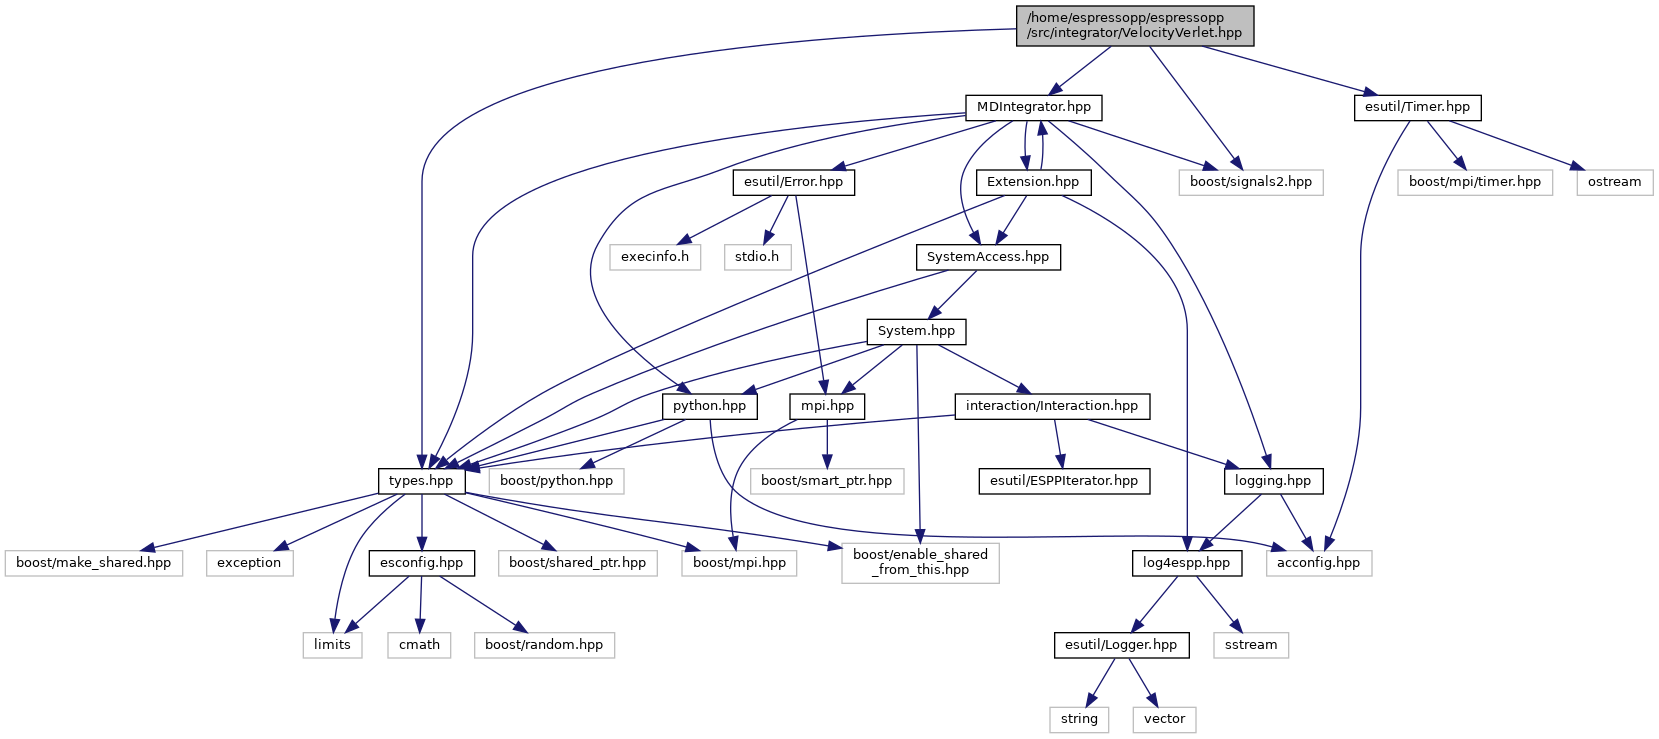 /home/espressopp/espressopp
/src/integrator/VelocityVerlet.hpp
MDIntegrator.hpp
esutil/Timer.hpp
esutil/Error.hpp
Extension.hpp
boost/signals2.hpp
boost/mpi/timer.hpp
ostream
execinfo.h
stdio.h
SystemAccess.hpp
System.hpp
python.hpp
mpi.hpp
interaction/Interaction.hpp
types.hpp
boost/python.hpp
boost/smart_ptr.hpp
esutil/ESPPIterator.hpp
logging.hpp
boost/make_shared.hpp
exception
esconfig.hpp
boost/shared_ptr.hpp
boost/mpi.hpp
boost/enable_shared
_from_this.hpp
log4espp.hpp
acconfig.hpp
limits
cmath
boost/random.hpp
esutil/Logger.hpp
sstream
string
vector